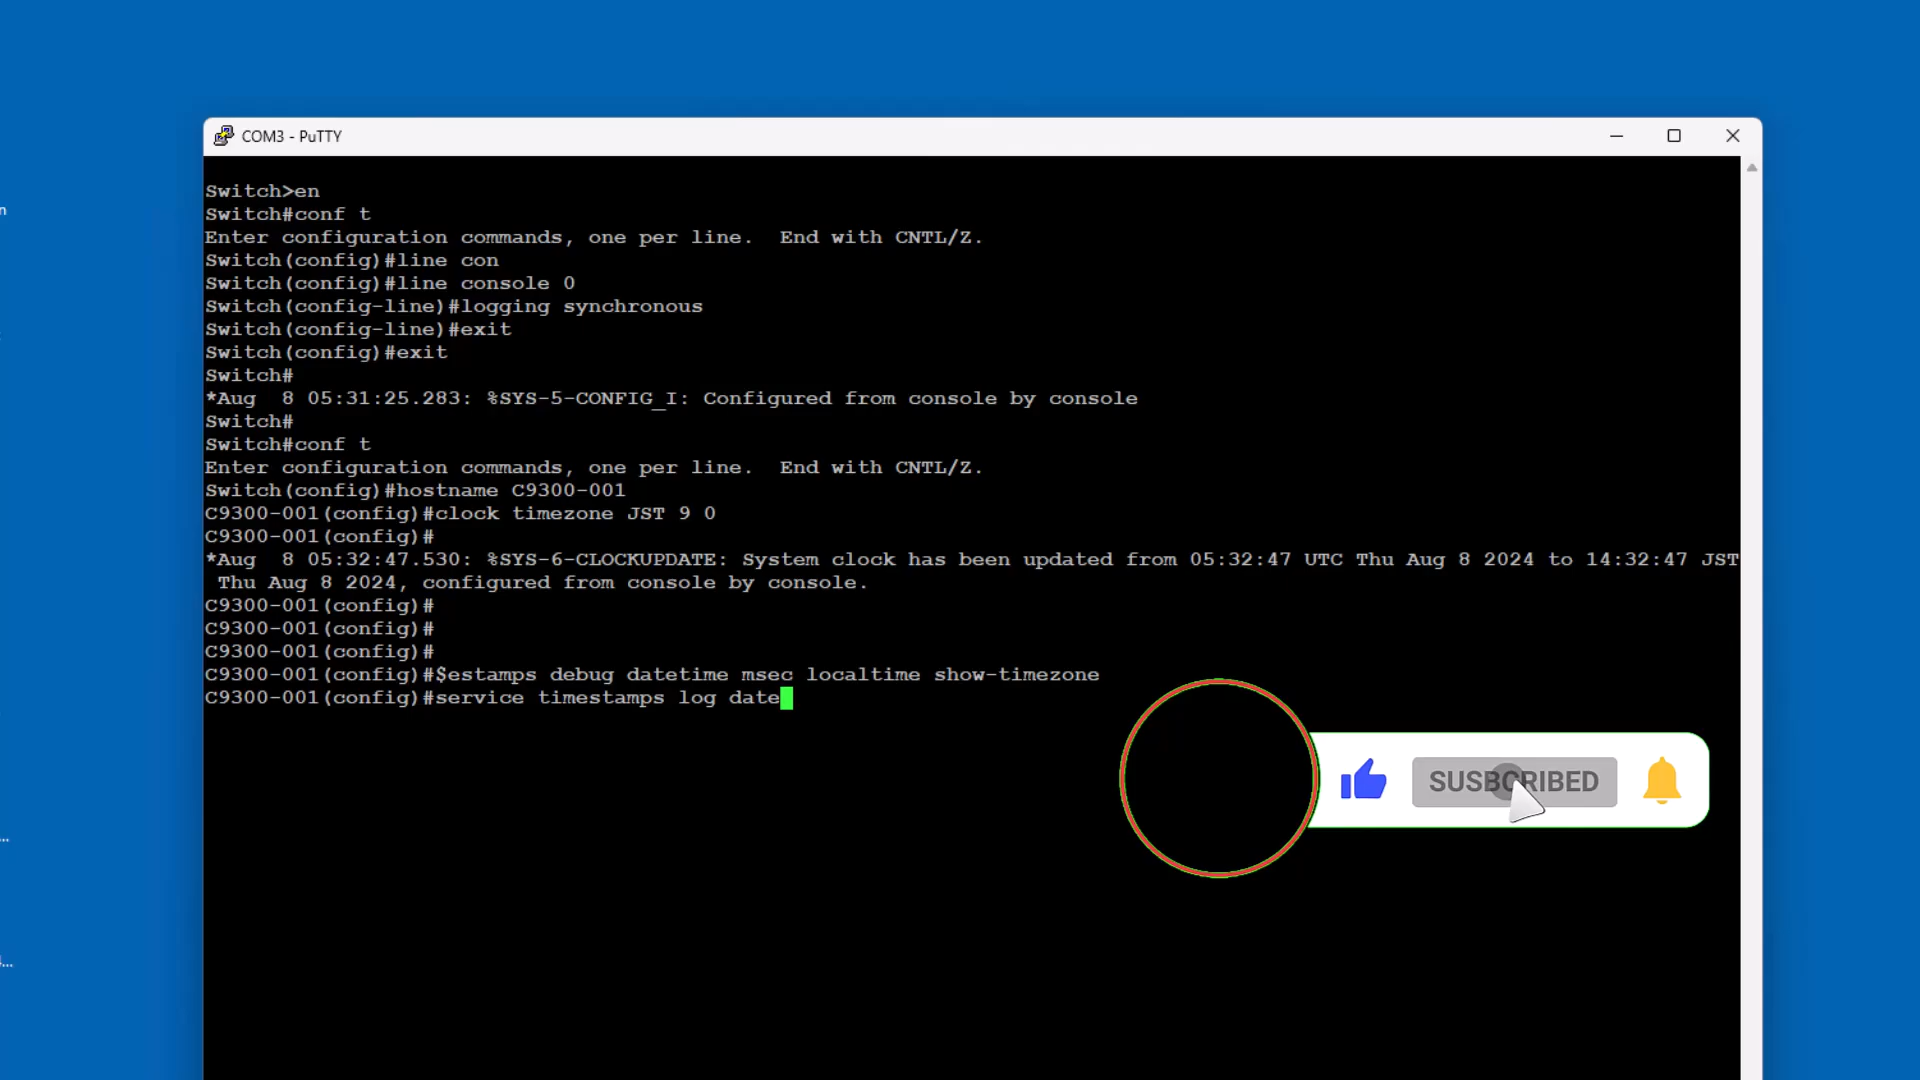 COM3 - PuTTY
Switch>en
Switch#conf t
Enter configuration commands, one per line.  End with CNTL/Z.
Switch(config)#line con
Switch(config)#line console 0
Switch(config-line)#logging synchronous
Switch(config-line)#exit
Switch(config)#exit
Switch#
*Aug  8 05:31:25.283: %SYS-5-CONFIG_I: Configured from console by console
Switch#
Switch#conf t
Enter configuration commands, one per line.  End with CNTL/Z.
Switch(config)#hostname C9300-001
C9300-001(config)#clock timezone JST 9 0
C9300-001(config)#
*Aug  8 05:32:47.530: %SYS-6-CLOCKUPDATE: System clock has been updated from 05:32:47 UTC Thu Aug 8 2024 to 14:32:47 JST
Thu Aug 8 2024, configured from console by console.
C9300-001(config)#
C9300-001(config)#
C9300-001(config)#
C9300-001(config)#$estamps debug datetime msec localtime show-timezone
C9300-001(config)#service timestamps log date
SUSBCRIBED